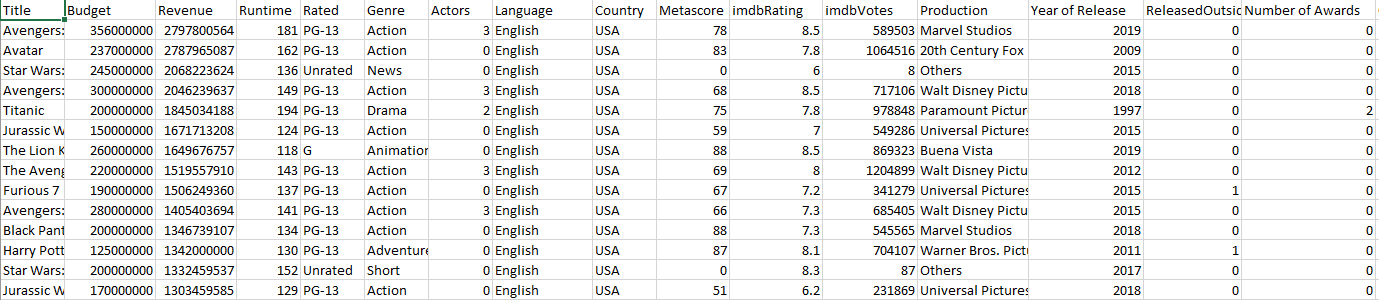 Title Budget Revenue Runtime Rated Genre Actors Language Country Metascore imdbRating imdbVotes Production Year of Release ReleasedOutsid Number of Awards
Avengers: 356000000 2797800564 181 PG-13 Action 3 English USA 78 8.5 589503 Marvel Studios 2019 0 0
Avatar 237000000 2787965087 162 PG-13 Action 0 English USA 83 7.8 1064516 20th Century Fox 2009 0 0
Star Wars: 245000000 2068223624 136 Unrated News 0 English USA 0 6 8 Others 2015 0 0
Avengers: 300000000 2046239637 149 PG-13 Action 3 English USA 68 8.5 717106 Walt Disney Pictu 2018 0 0
Titanic 200000000 1845034188 194 PG-13 Drama 2 English USA 75 7.8 978848 Paramount Pictur 1997 0 2
Jurassic W 150000000 1671713208 124 PG-13 Action 0 English USA 59 7 549286 Universal Pictures 2015 0 0
The Lion K 260000000 1649676757 118 G Animation 0 English USA 88 8.5 869323 Buena Vista 2019 0 0
The Aveng 220000000 1519557910 143 PG-13 Action 3 English USA 69 8 1204899 Walt Disney Pictu 2012 0 0
Furious 7 190000000 1506249360 137 PG-13 Action 0 English USA 67 7.2 341279 Universal Pictures 2015 1 0
Avengers: 280000000 1405403694 141 PG-13 Action 3 English USA 66 7.3 685405 Walt Disney Pictu 2015 0 0
Black Pant 200000000 1346739107 134 PG-13 Action 0 English USA 88 7.3 545565 Marvel Studios 2018 0 0
Harry Pott 125000000 1342000000 130 PG-13 Adventure 0 English USA 87 8.1 704107 Warner Bros. Pict 2011 1 0
Star Wars: 200000000 1332459537 152 Unrated Short 0 English USA 0 8.3 87 Others 2017 0 0
Jurassic W 170000000 1303459585 129 PG-13 Action 0 English USA 51 6.2 231869 Universal Pictures 2018 0 0